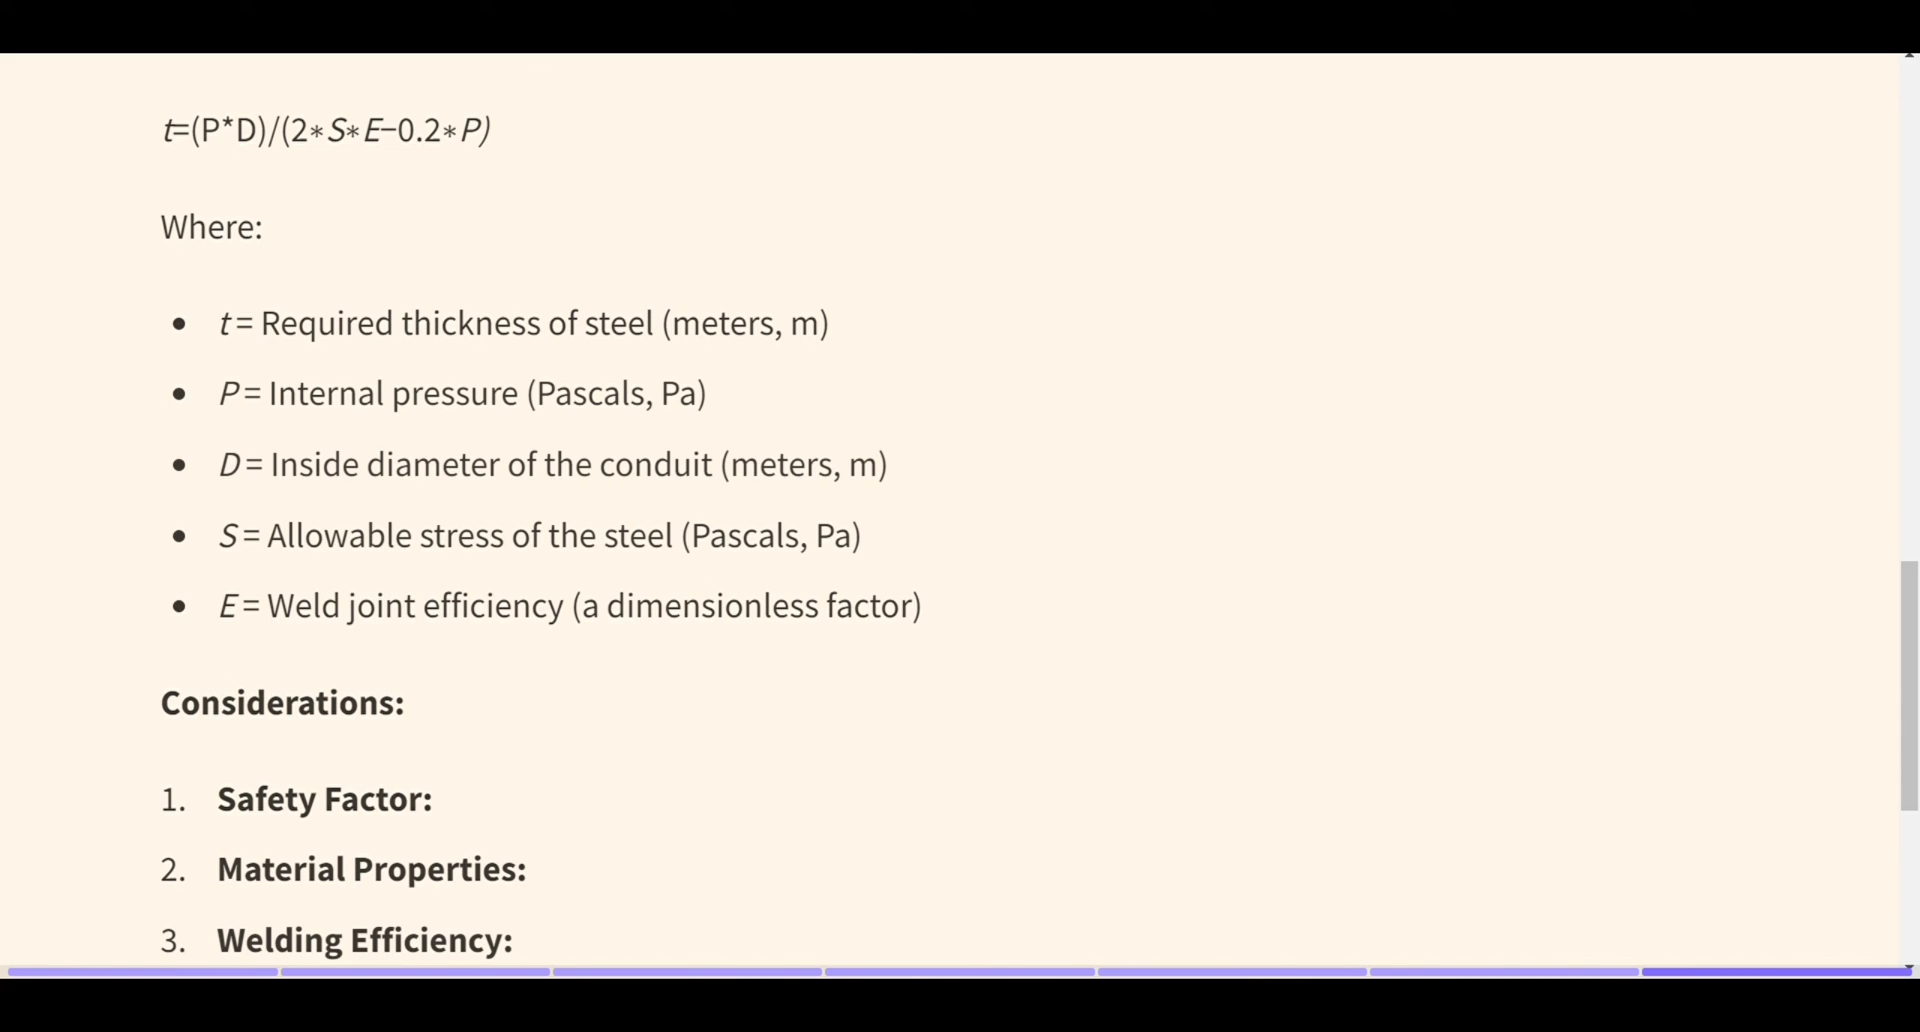 t=(P*D)/(2∗S∗E−0.2∗P)
Where:
• t = Required thickness of steel (meters, m)
• P = Internal pressure (Pascals, Pa)
• D = Inside diameter of the conduit (meters, m)
• S = Allowable stress of the steel (Pascals, Pa)
• E = Weld joint efficiency (a dimensionless factor)
Considerations:
1. Safety Factor:
2. Material Properties:
3. Welding Efficiency: